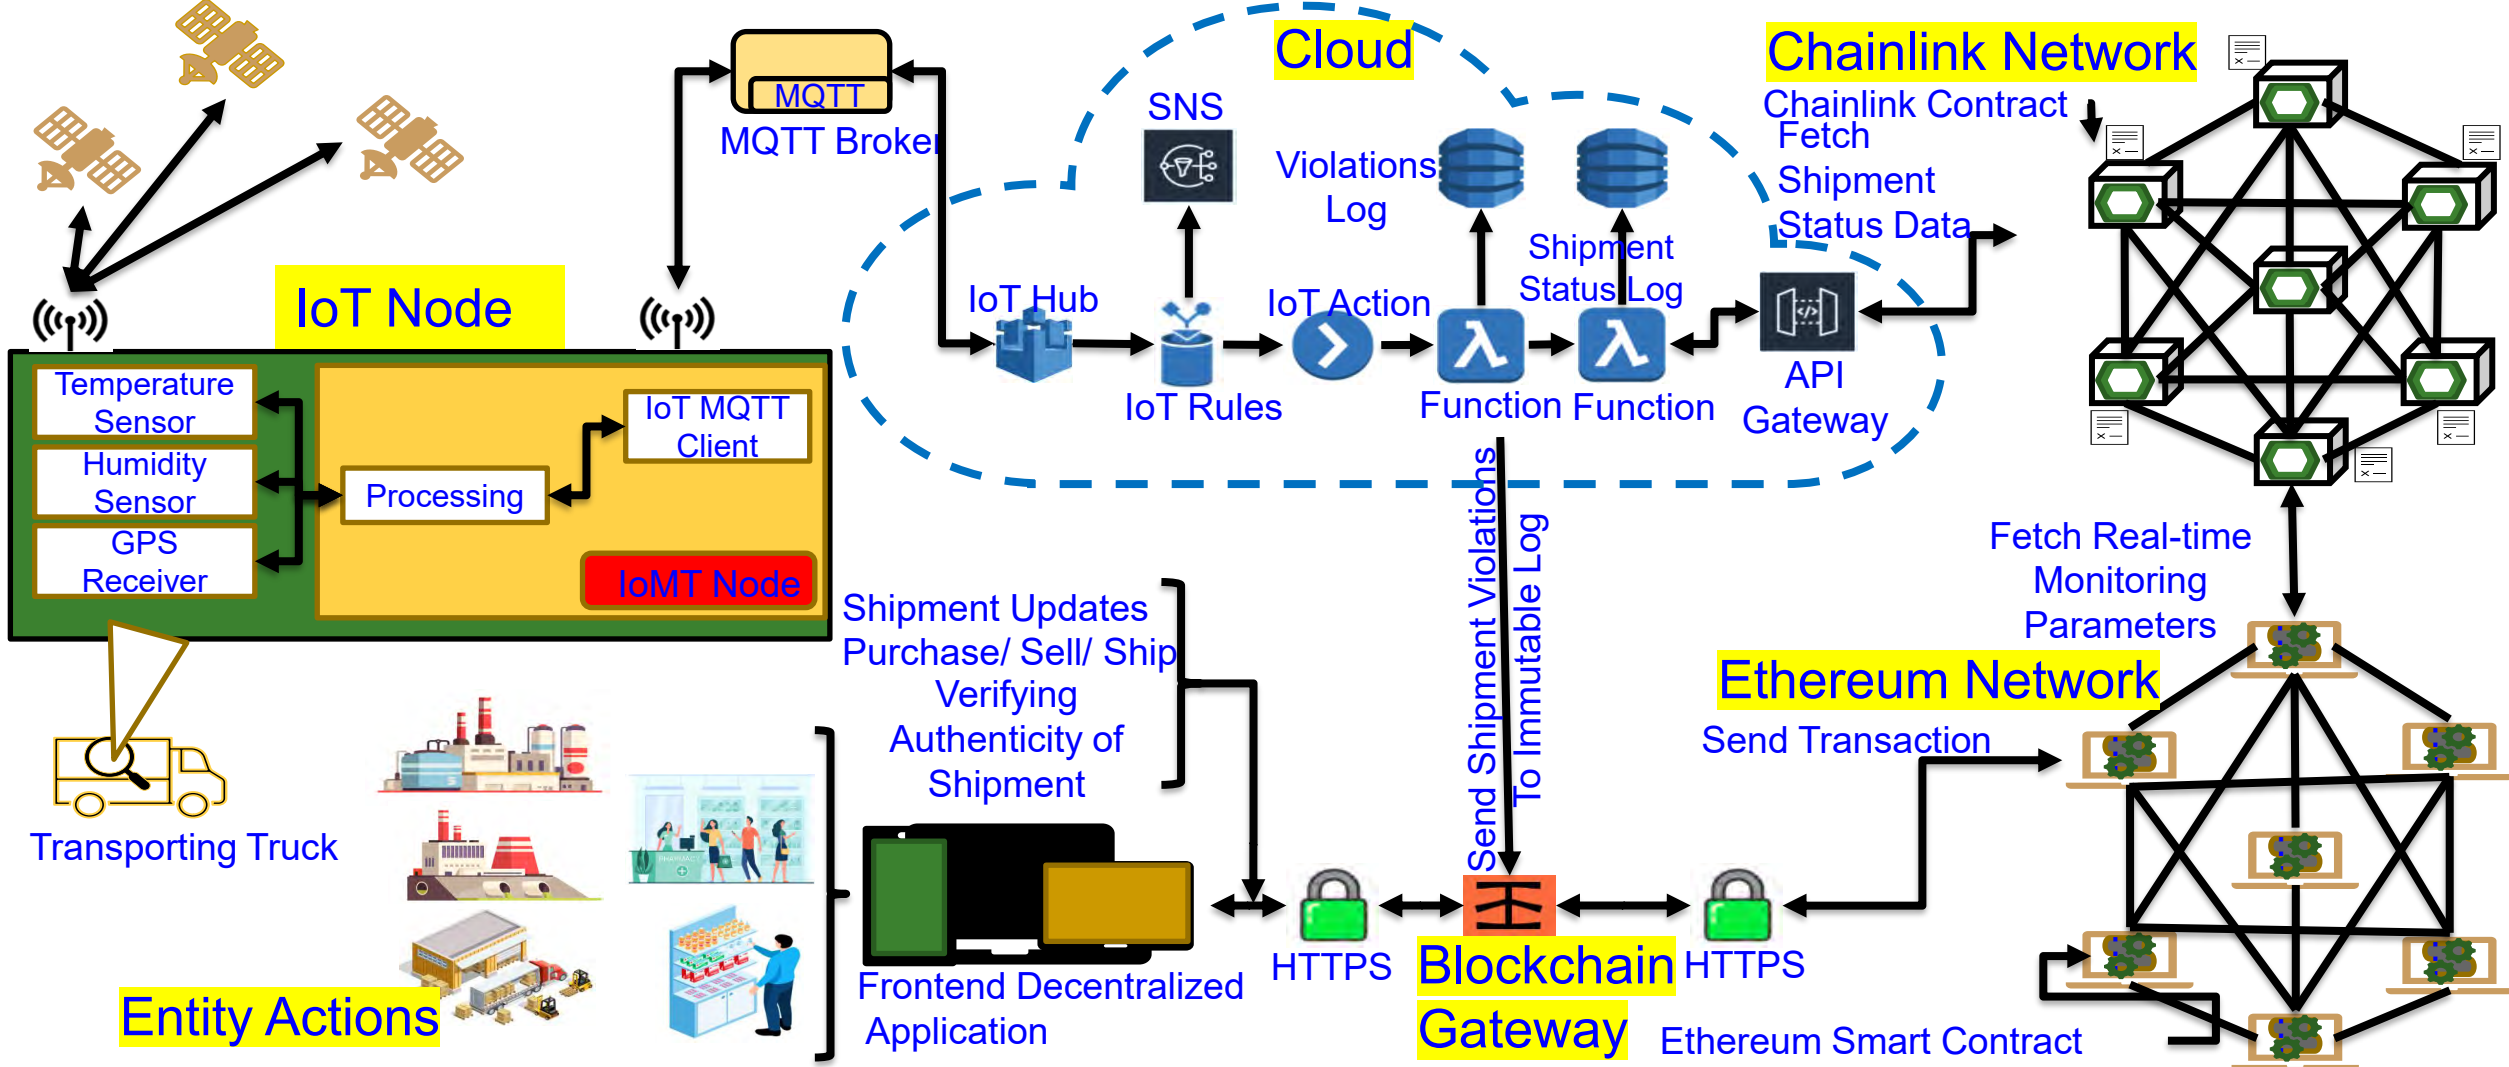 Cloud
Chainlink Network
MQTT
MQTT Broker
SNS
Chainlink Contract
Fetch
Shipment
Status Data
Violations
Log
Shipment
Status Log
IoT Node
IoT Hub
IoT Action
IoT Rules
Function
Function
API
Gateway
Temperature
Sensor
Humidity
Sensor
GPS
Receiver
Processing
IoT MQTT
Client
IoMT Node
Send Shipment Violations
To Immutable Log
Fetch Real-time
Monitoring
Parameters
Shipment Updates
Purchase/ Sell/ Ship
Verifying
Authenticity of
Shipment
Ethereum Network
Send Transaction
Transporting Truck
PHARMACY
HTTPS
Blockchain
Gateway
HTTPS
Frontend Decentralized
Application
Entity Actions
Ethereum Smart Contract